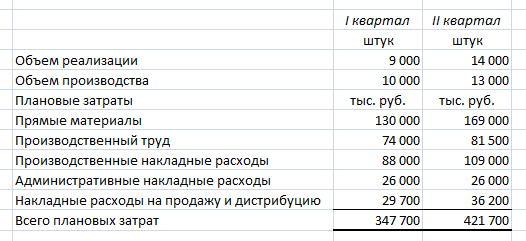 I квартал II квартал
штук штук
Объем реализации 9 000 14 000
Объем производства 10 000 13 000
Плановые затраты тыс. руб. тыс. руб.
Прямые материалы 130 000 169 000
Производственный труд 74 000 81 500
Производственные накладные расходы 88 000 109 000
Административные накладные расходы 26 000 26 000
Накладные расходы на продажу и дистрибуцию 29 700 36 200
Всего плановых затрат 347 700 421 700